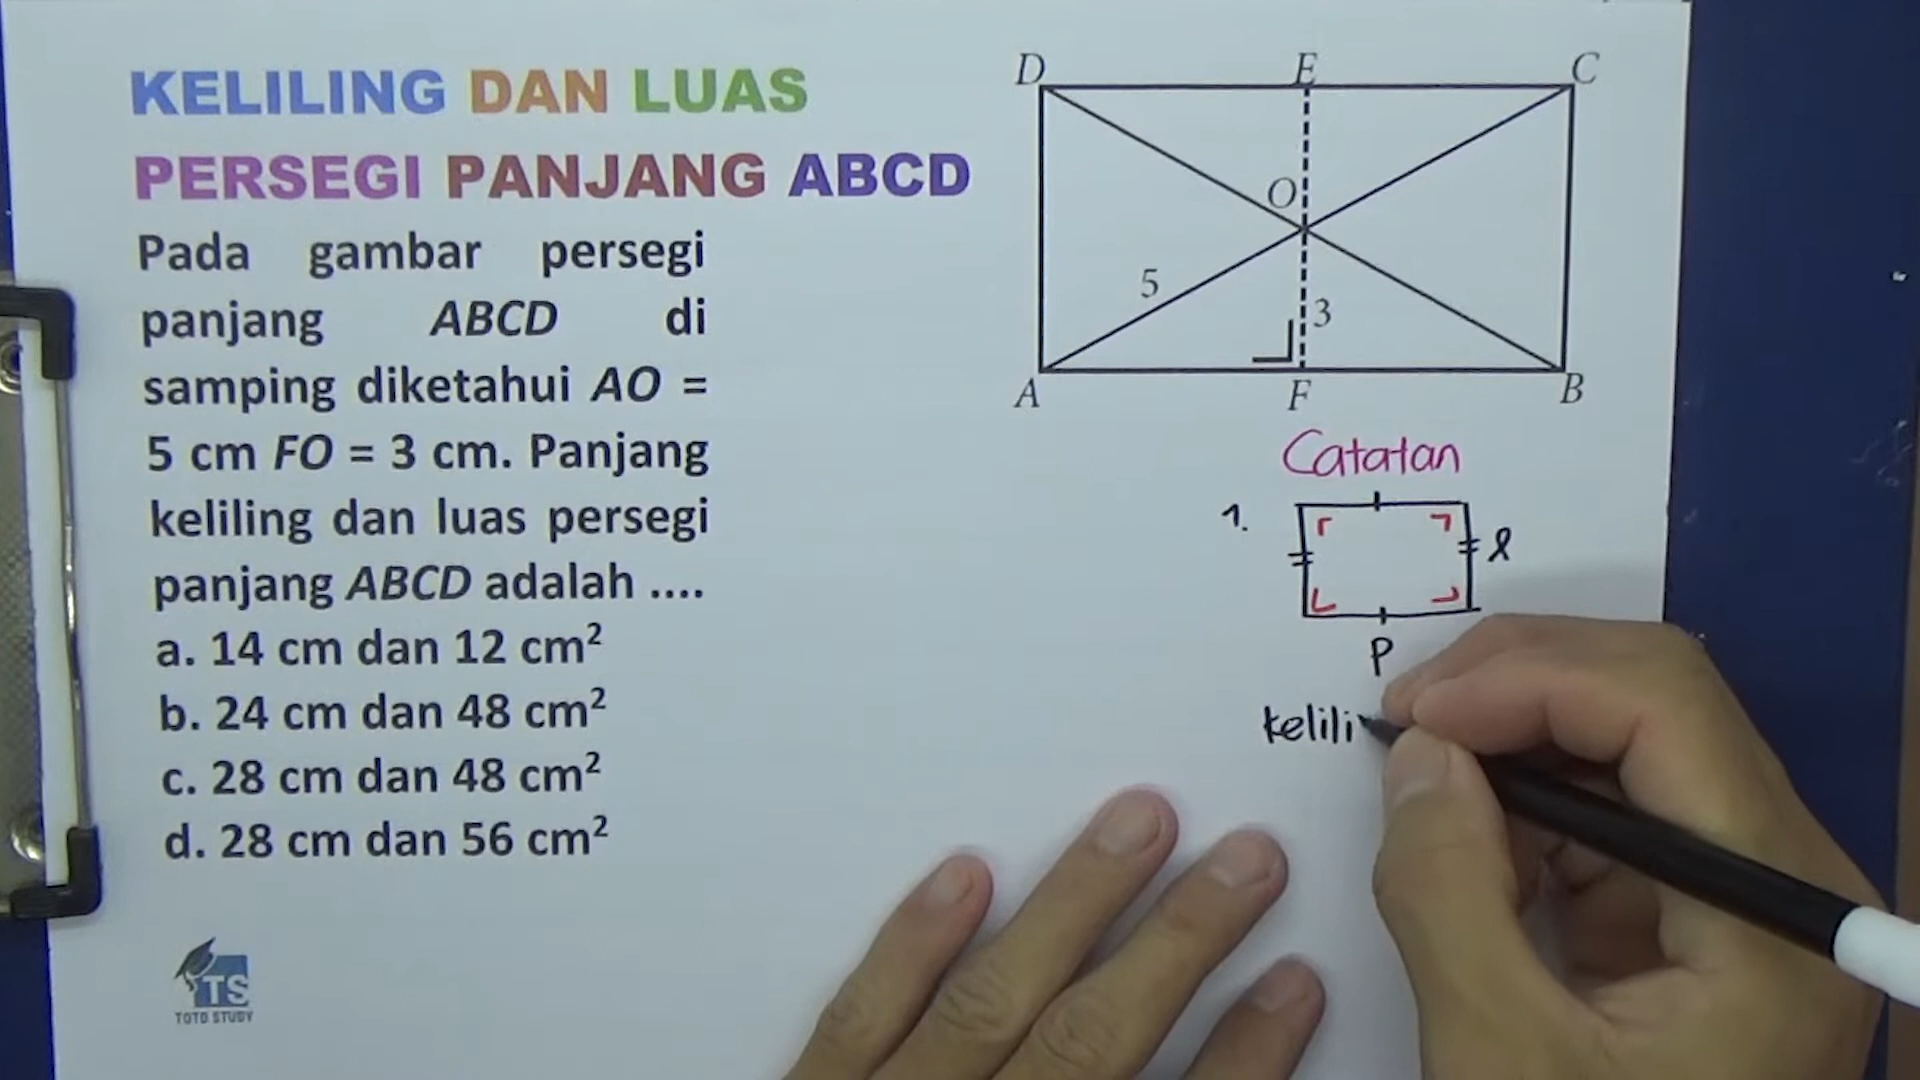 KELILING DAN LUAS
PERSEGI PANJANG ABCD
Pada gambar persegi
panjang ABCD di
samping diketahui AO =
5 cm FO = 3 cm. Panjang
keliling dan luas persegi
panjang ABCD adalah ....
a. 14 cm dan 12 cm²
b. 24 cm dan 48 cm²
c. 28 cm dan 48 cm²
d. 28 cm dan 56 cm²
TS
TOTO STUDY
D E C
O
5
3
A F B
Catatan
1.
l
P
kelili